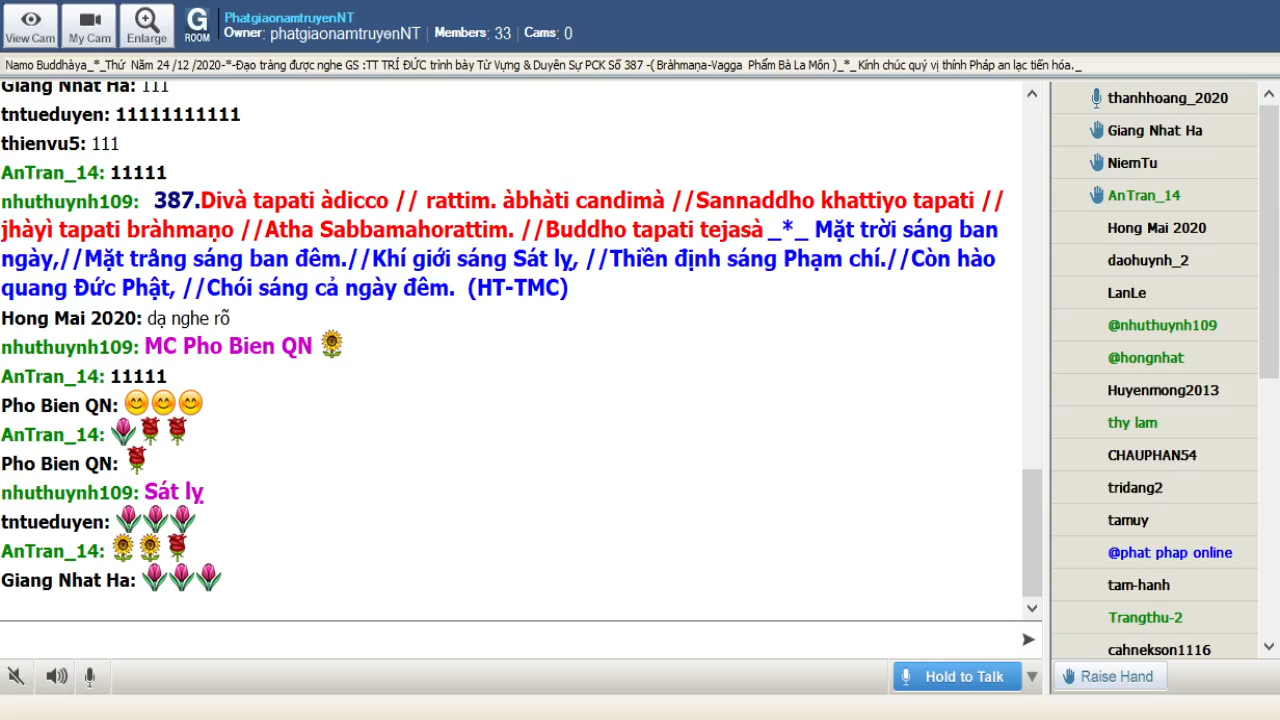 View Cam
My Cam
Enlarge
G
ROOM
PhatgiaonamtruyenNT
Owner: phatgiaonamtruyenNT | Members: 33 | Cams: 0
Namo Buddhàya_*_Thứ Năm 24 /12 /2020-*-Đạo tràng được nghe GS :TT TRÍ ĐỨC trình bày Từ Vựng & Duyên Sự PCK Số 387 -( Bràhmaṇa-Vagga Phẩm Bà La Môn )_*_Kính chúc quý vị thính Pháp an lạc tiến hóa._
Giang Nhat Ha: 111
tntueduyen: 11111111111
thienvu5: 111
AnTran_14: 11111
nhuthuynh109: 387.Divà tapati àdicco // rattim. àbhàti candimà //Sannaddho khattiyo tapati //
jhàyì tapati bràhmaṇo //Atha Sabbamahorattim. //Buddho tapati tejasà _*_ Mặt trời sáng ban
ngày,//Mặt trâng sáng ban đêm.//Khí giới sáng Sát lỵ, //Thiền định sáng Phạm chí.//Còn hào
quang Đức Phật, //Chói sáng cả ngày đêm. (HT-TMC)
Hong Mai 2020: dạ nghe rõ
nhuthuynh109: MC Pho Bien QN
AnTran_14: 11111
Pho Bien QN:
AnTran_14:
Pho Bien QN:
nhuthuynh109: Sát lỵ
tntueduyen:
AnTran_14:
Giang Nhat Ha:
Hold to Talk
thanhhoang_2020
Giang Nhat Ha
NiemTu
AnTran_14
Hong Mai 2020
daohuynh_2
LanLe
@nhuthuynh109
@hongnhat
Huyenmong2013
thy lam
CHAUPHAN54
tridang2
tamuy
@phat phap online
tam-hanh
Trangthu-2
cahnekson1116
Raise Hand